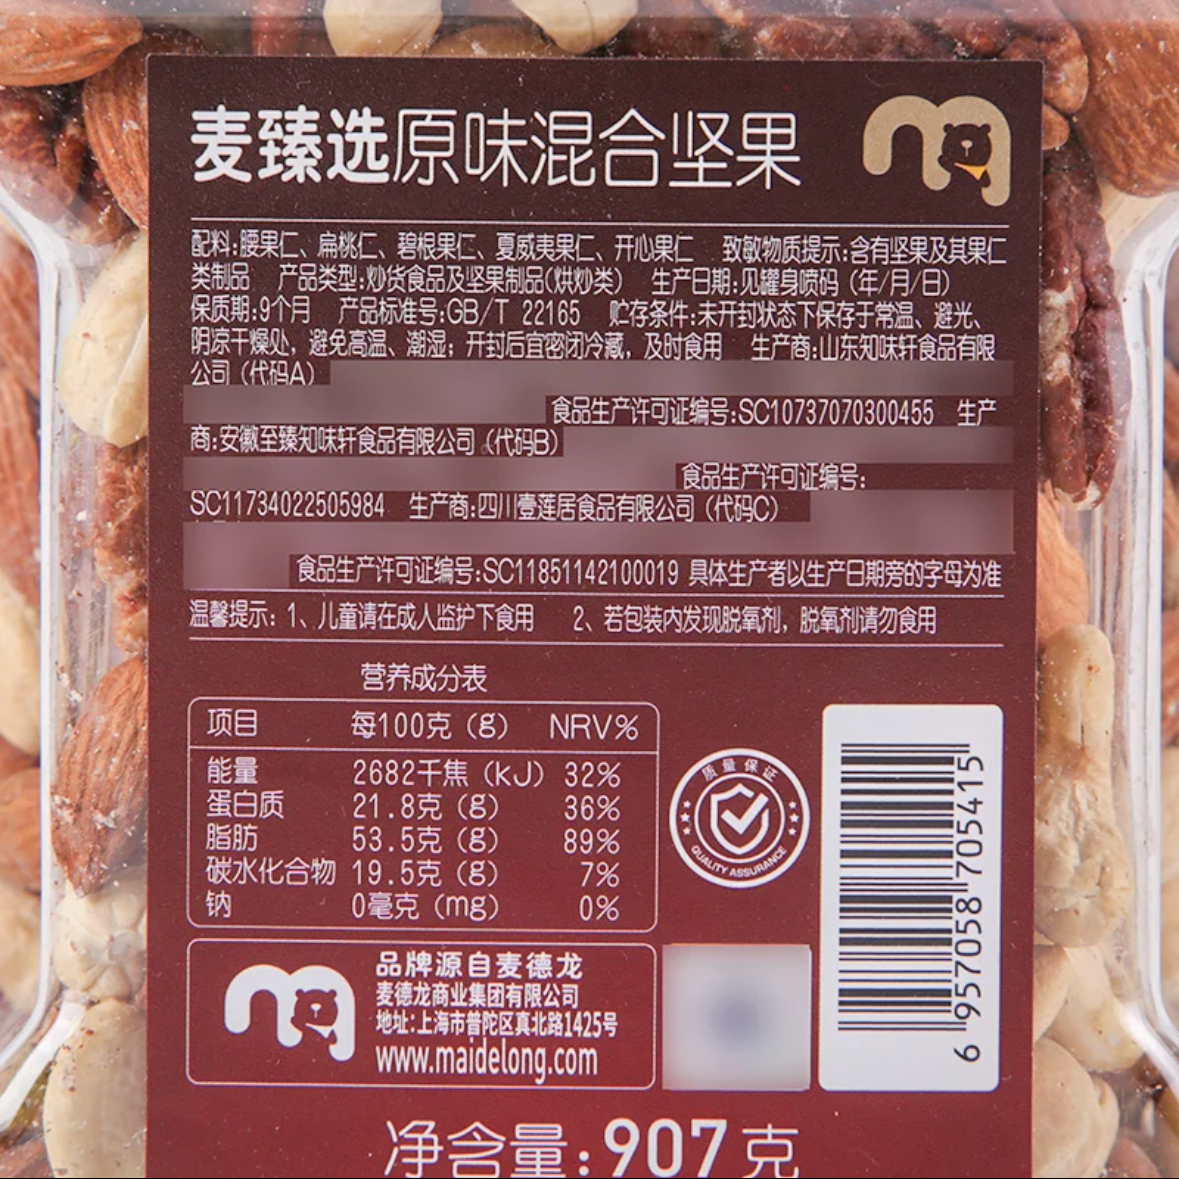 麦臻选原味混合坚果
配料:腰果仁、扁桃仁、碧根果仁、夏威夷果仁、开心果仁 致敏物质提示:含有坚果及其果仁
类制品 产品类型:炒货食品及坚果制品(烘炒类) 生产日期:见罐身喷码(年/月/日)
保质期:9个月 产品标准号:GB/T 22165 贮存条件:未开封状态下保存于常温、避光、
阴凉干燥处,避免高温、潮湿;开封后宜密闭冷藏,及时食用 生产商:山东知味轩食品有限
公司(代码A)
食品生产许可证编号:SC10737070300455 生产
商:安徽至臻知味轩食品有限公司(代码B)
食品生产许可证编号:
SC11734022505984 生产商:四川壹莲居食品有限公司(代码C)
食品生产许可证编号:SC11851142100019 具体生产者以生产日期旁的字母为准
温馨提示:1、儿童请在成人监护下食用 2、若包装内发现脱氧剂,脱氧剂请勿食用
营养成分表
项目 每100克(g) NRV%
能量 2682千焦(kJ) 32%
蛋白质 21.8克(g) 36%
脂肪 53.5克(g) 89%
碳水化合物 19.5克(g) 7%
钠 0毫克(mg) 0%
质量保证
QUALITY ASSURANCE
6 957058 705415
品牌源自麦德龙
麦德龙商业集团有限公司
地址:上海市普陀区真北路1425号
www.maidelong.com
净含量:907克